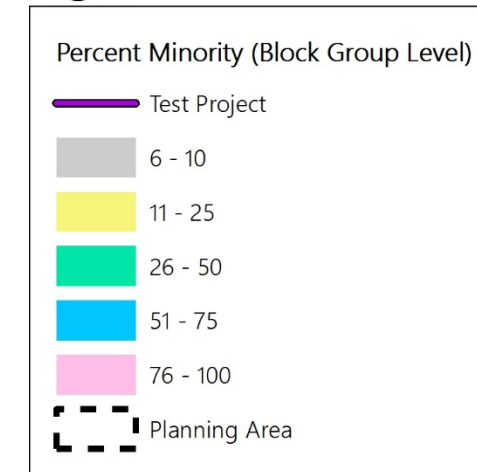 Percent Minority (Block Group Level)
Test Project
6 - 10
11 - 25
26 - 50
51 - 75
76 - 100
Planning Area